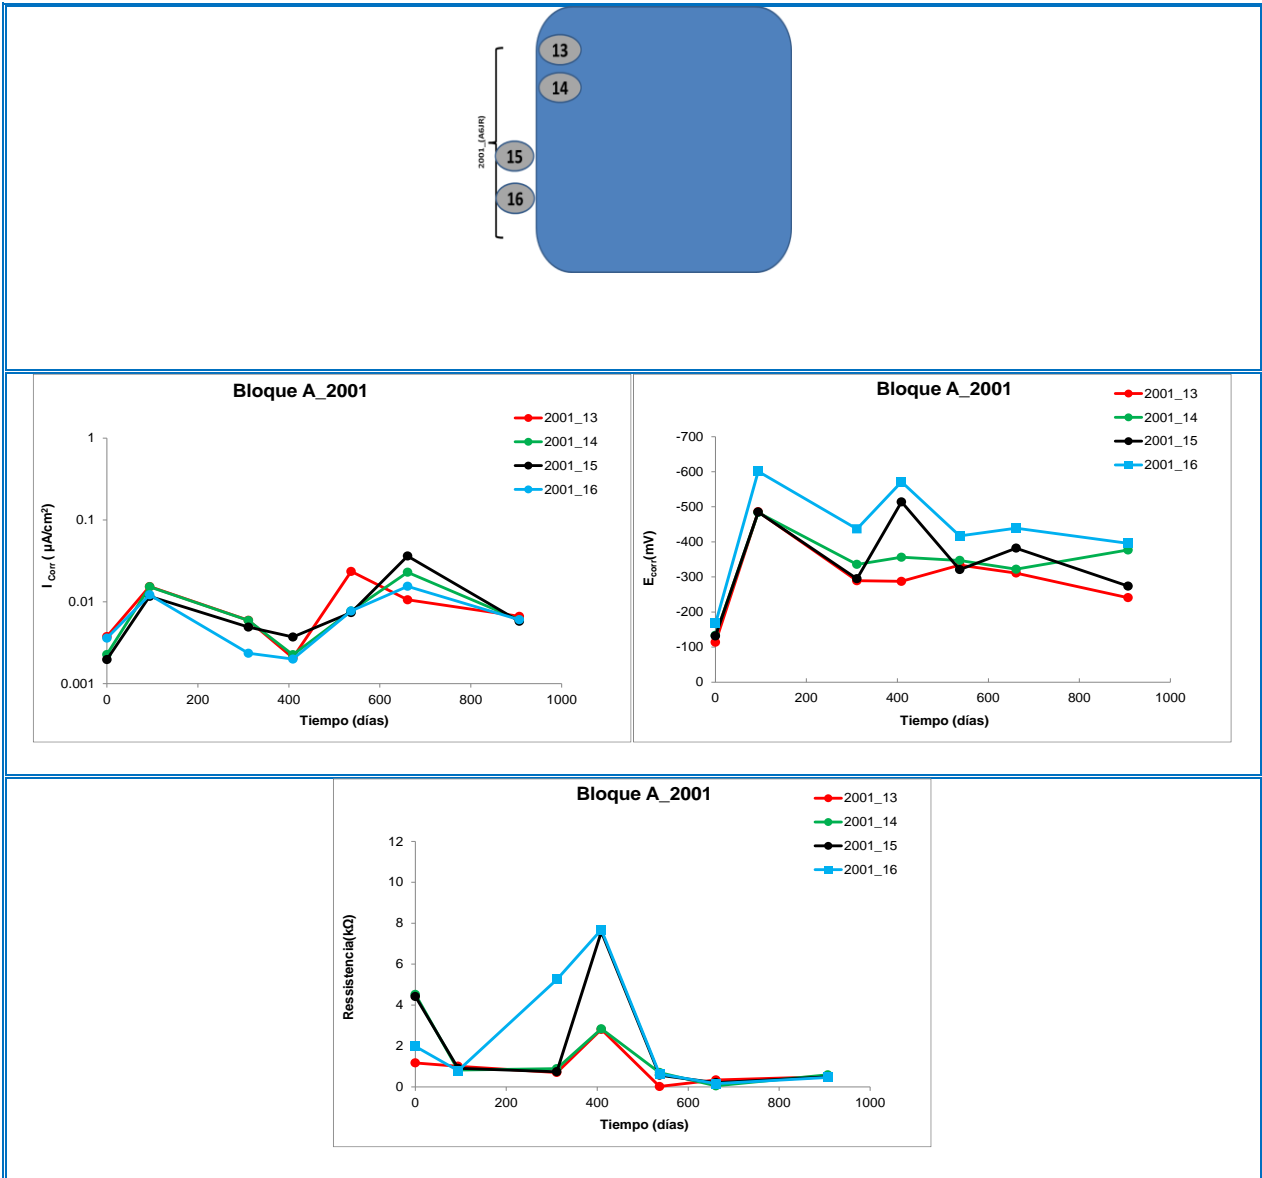 13
14
2001_(A6JR)
15
16
Bloque A_2001
2001_13
2001_14
2001_15
2001_16
1
0.1
0.01
0.001
I Corr ( µA/cm²)
0 200 400 600 800 1000
Tiempo (días)
Bloque A_2001
2001_13
2001_14
2001_15
2001_16
-700
-600
-500
-400
-300
-200
-100
0
Ecorr(mV)
0 200 400 600 800 1000
Tiempo (días)
Bloque A_2001
2001_13
2001_14
2001_15
2001_16
12
10
8
6
4
2
0
Ressistencia(kΩ)
0 200 400 600 800 1000
Tiempo (días)